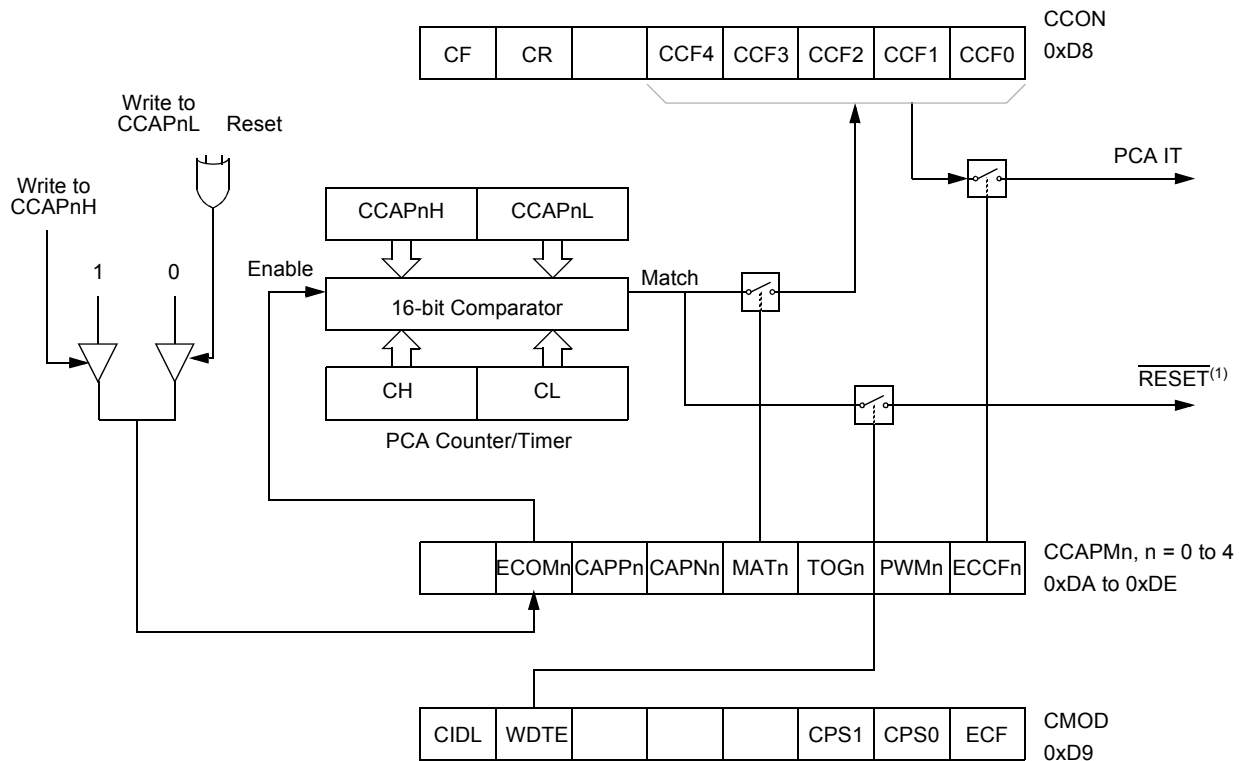 CF CR CCF4 CCF3 CCF2 CCF1 CCF0
CCON
0xD8
Write to
CCAPnL
Reset
Write to
CCAPnH
1
0
Enable
CCAPnH CCAPnL
16-bit Comparator
CH CL
PCA Counter/Timer
Match
PCA IT
RESET(1)
ECOMn CAPPn CAPNn MATn TOGn PWMn ECCFn
CCAPMn, n = 0 to 4
0xDA to 0xDE
CIDL WDTE CPS1 CPS0 ECF
CMOD
0xD9